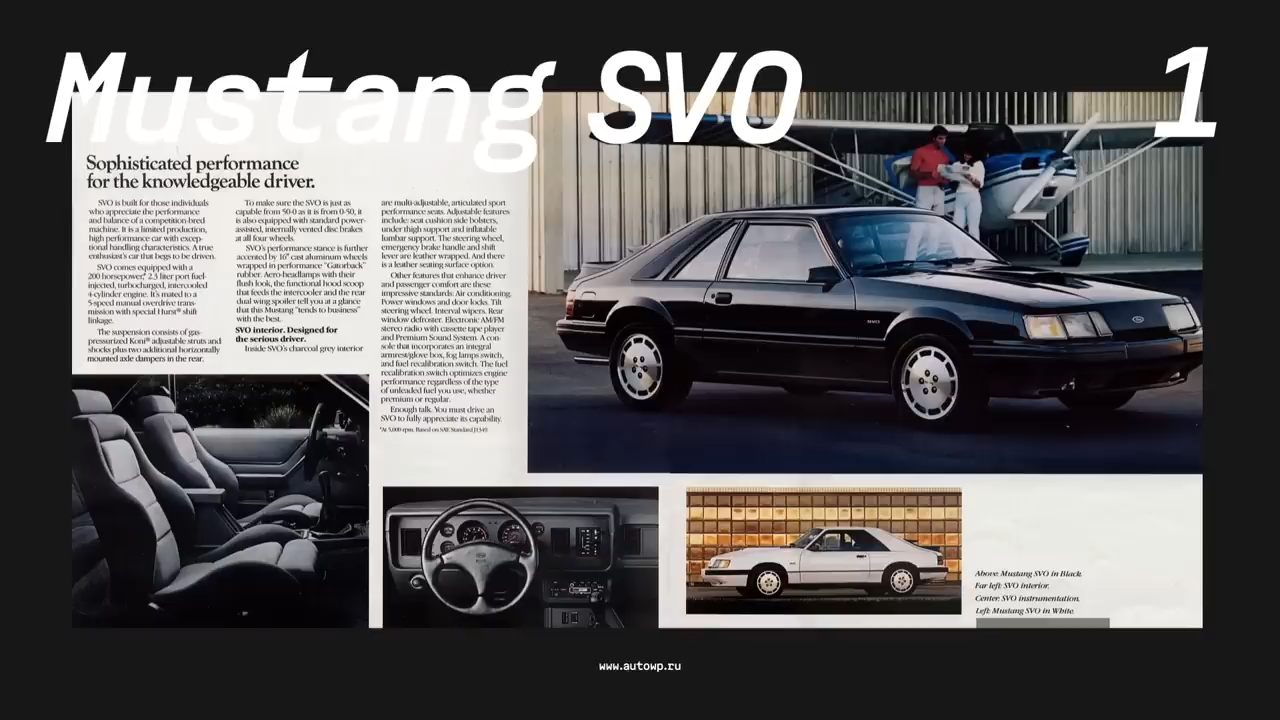 Mustang SVO
1
Sophisticated performance
for the knowledgeable driver.
SVO is built for those individuals
who appreciate the performance
and balance of a competition bred
machine. It is a limited production,
high performance car with excep-
tional handling characteristics. A true
enthusiast's car that begs to be driven.
SVO comes equipped with a
200 horsepower,* 2.3 liter port fuel-
injected, turbocharged, intercooled
4-cylinder engine. It's mated to a
5-speed manual overdrive trans-
mission with special Hurst® shift
linkage.
The suspension consists of gas-
pressurized Koni® adjustable struts and
shocks plus two additional horizontally
mounted axle dampers in the rear.
To make sure the SVO is just as
capable from 50-0 as it is from 0-50, it
is also equipped with standard power-
assisted, internally vented disc brakes
at all four wheels.
SVO's performance stance is further
accented by 16" cast aluminum wheels
wrapped in performance "Gatorback"
rubber. Aero-headlamps with their
flush look, the functional hood scoop
that feeds the intercooler and the rear
dual wing spoiler tell you at a glance
that this Mustang "tends to business"
with the best.
SVO interior. Designed for
the serious driver.
Inside SVO's charcoal grey interior
are multi-adjustable, articulated sport
performance seats. Adjustable features
include: seat cushion side bolsters,
under thigh support and inflatable
lumbar support. The steering wheel,
emergency brake handle and shift
lever are leather wrapped. And there
is a leather seating surface option.
Other features that enhance driver
and passenger comfort are these
impressive standards: Air conditioning.
Power windows and door locks. Tilt
steering wheel. Interval wipers. Rear
window defroster. Electronic AM/FM
stereo radio with cassette tape player
and Premium Sound System. A con-
sole that incorporates an integral
armrest/glove box, fog lamps switch,
and fuel recalibration switch. The fuel
recalibration switch optimizes engine
performance regardless of the type
of unleaded fuel you use, whether
premium or regular.
Enough talk. You must drive an
SVO to fully appreciate its capability.
*At 5,000 rpm. Based on SAE Standard J1349
Above: Mustang SVO in Black.
Far left: SVO interior.
Center: SVO instrumentation.
Left: Mustang SVO in White.
www.autowp.ru